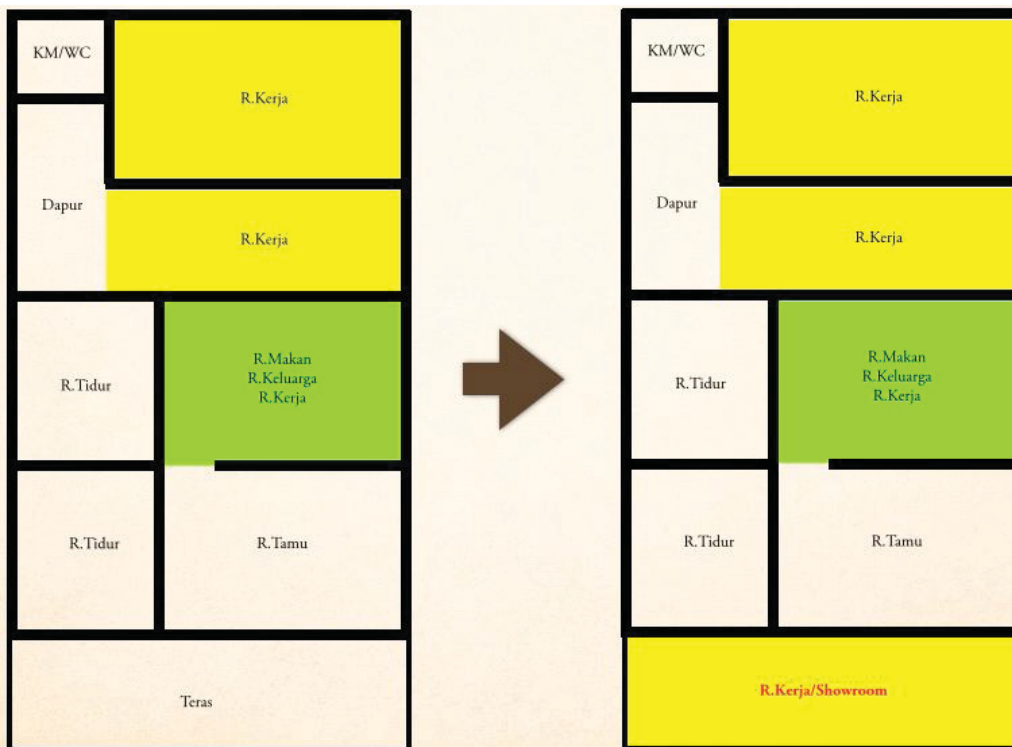 KM/WC
R.Kerja
Dapur
R.Kerja
R.Tidur
R.Makan
R.Keluarga
R.Kerja
R.Tidur
R.Tamu
Teras
KM/WC
R.Kerja
Dapur
R.Kerja
R.Tidur
R.Makan
R.Keluarga
R.Kerja
R.Tidur
R.Tamu
R.Kerja/Showroom